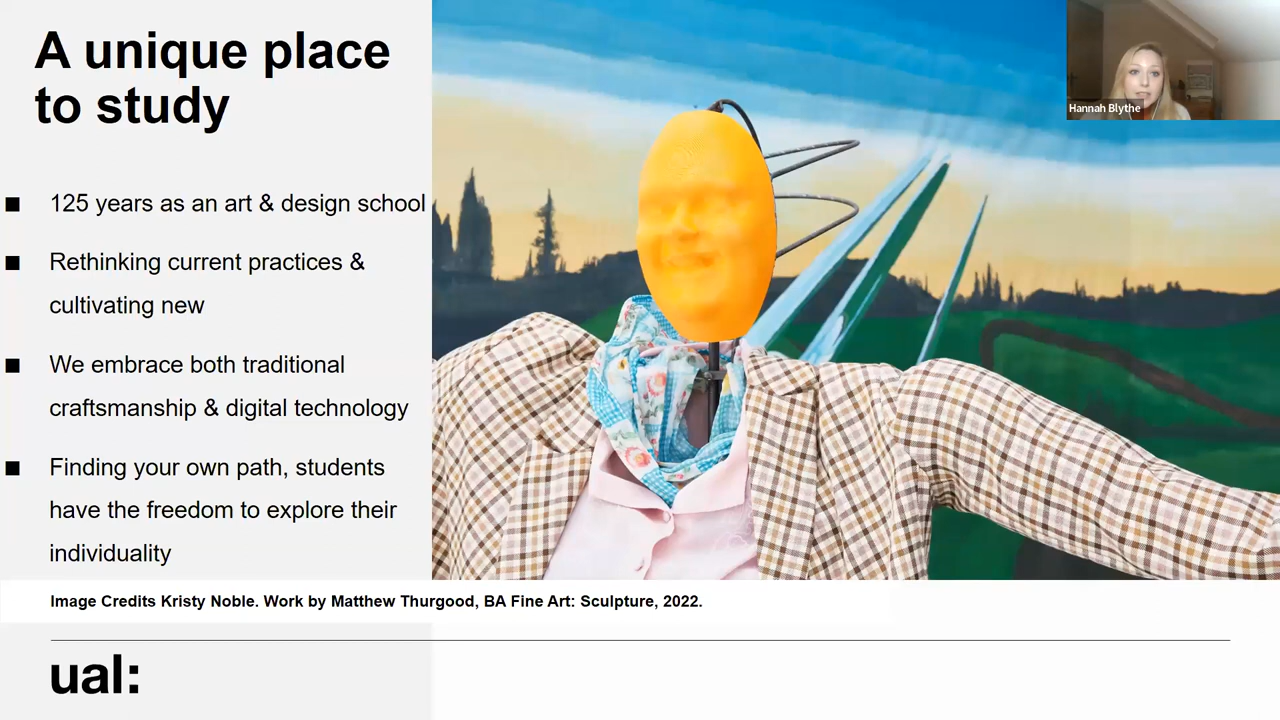 A unique place
to study
■ 125 years as an art & design school
■ Rethinking current practices &
cultivating new
■ We embrace both traditional
craftsmanship & digital technology
■ Finding your own path, students
have the freedom to explore their
individuality
Hannah Blythe
Image Credits Kristy Noble. Work by Matthew Thurgood, BA Fine Art: Sculpture, 2022.
ual: